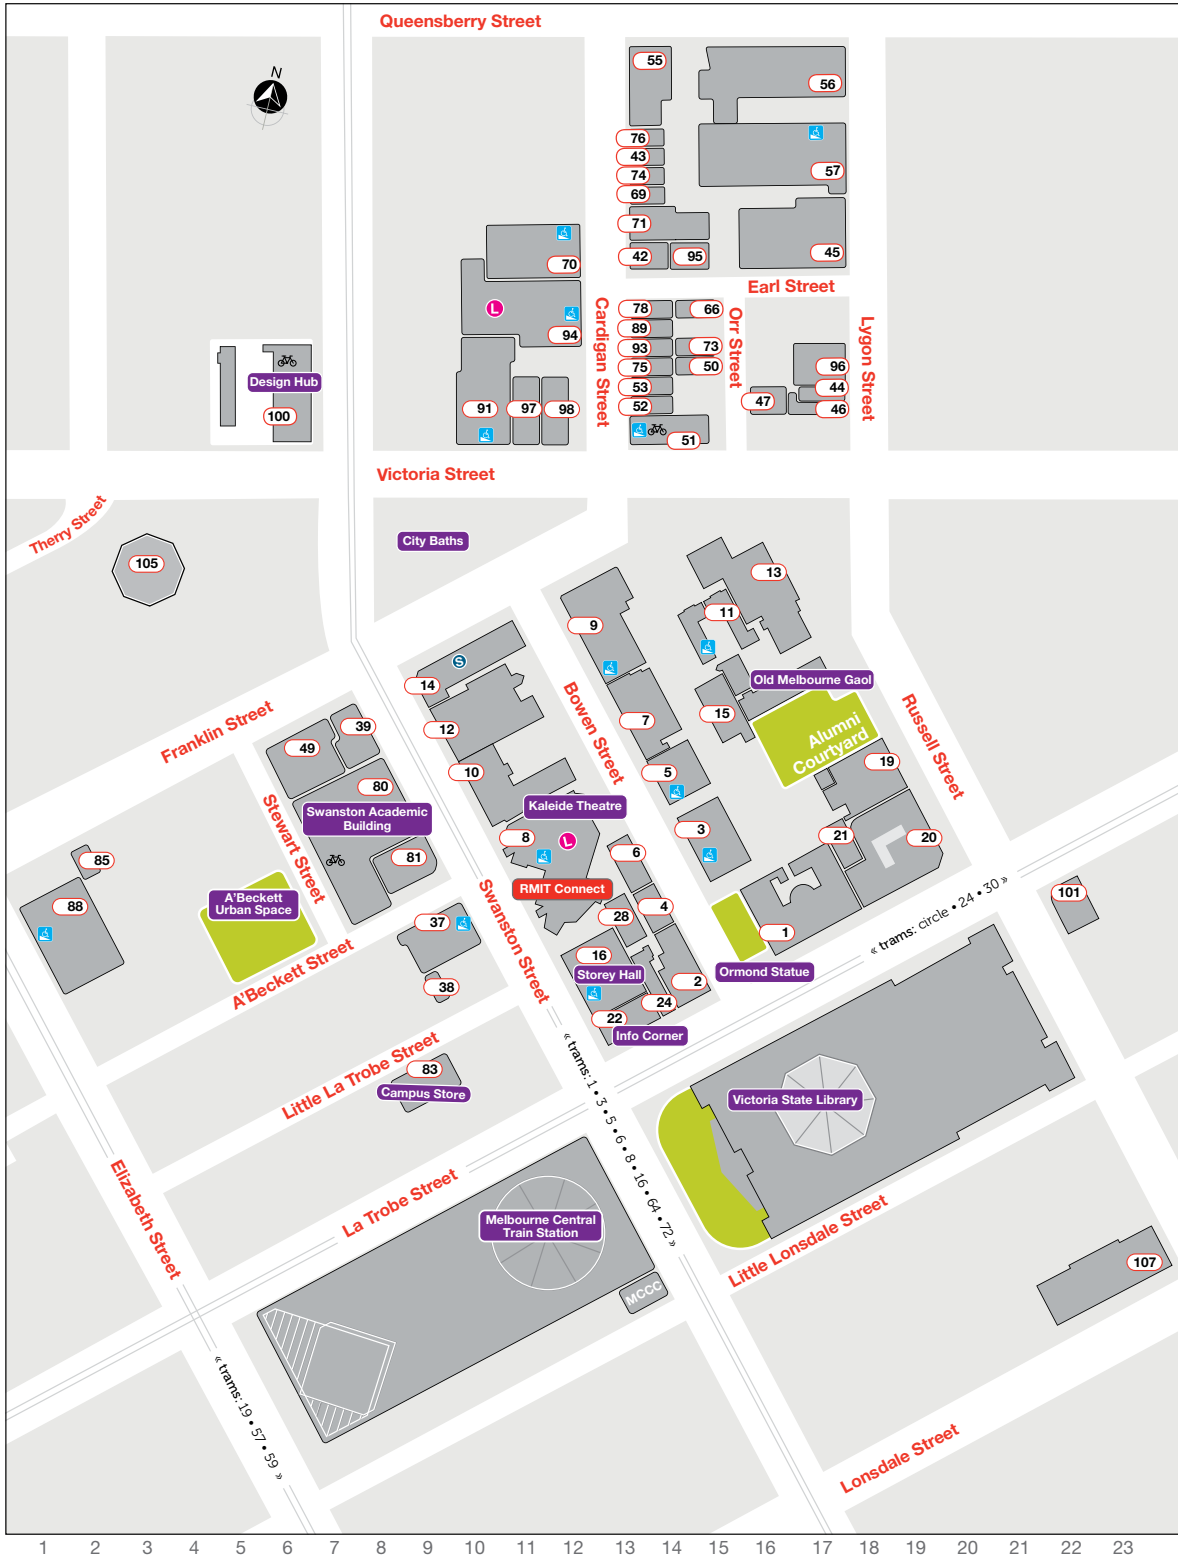 Queensberry Street
N
55
56
76
43
57
74
69
71
42
95
45
70
Earl Street
L
94
78
66
89
93
73
75
50
53
52
51
Cardigan Street
Orr Street
Lygon Street
96
44
47
46
Design Hub
100
91
97
98
Victoria Street
Therry Street
City Baths
105
13
11
9
S
14
Old Melbourne Gaol
15
7
12
Bowen Street
Russell Street
Alumni
Courtyard
Franklin Street
39
49
10
5
19
80
Stewart Street
Swanston Academic
Building
Kaleide Theatre
8
L
3
21
20
6
81
85
88
A'Beckett
Urban Space
RMIT Connect
101
37
28
4
1
A'Beckett Street
Swanston Street
« trams: circle • 24 • 30 »
16
Storey Hall
2
Ormond Statue
38
24
22
Info Corner
Little La Trobe Street
83
Campus Store
« trams: 1 • 3 • 5 • 6 • 8 • 16 • 64 • 72 »
Victoria State Library
Elizabeth Street
La Trobe Street
Melbourne Central
Train Station
Little Lonsdale Street
MCCC
107
« trams: 19 • 57 • 59 »
Lonsdale Street
1 2 3 4 5 6 7 8 9 10 11 12 13 14 15 16 17 18 19 20 21 22 23